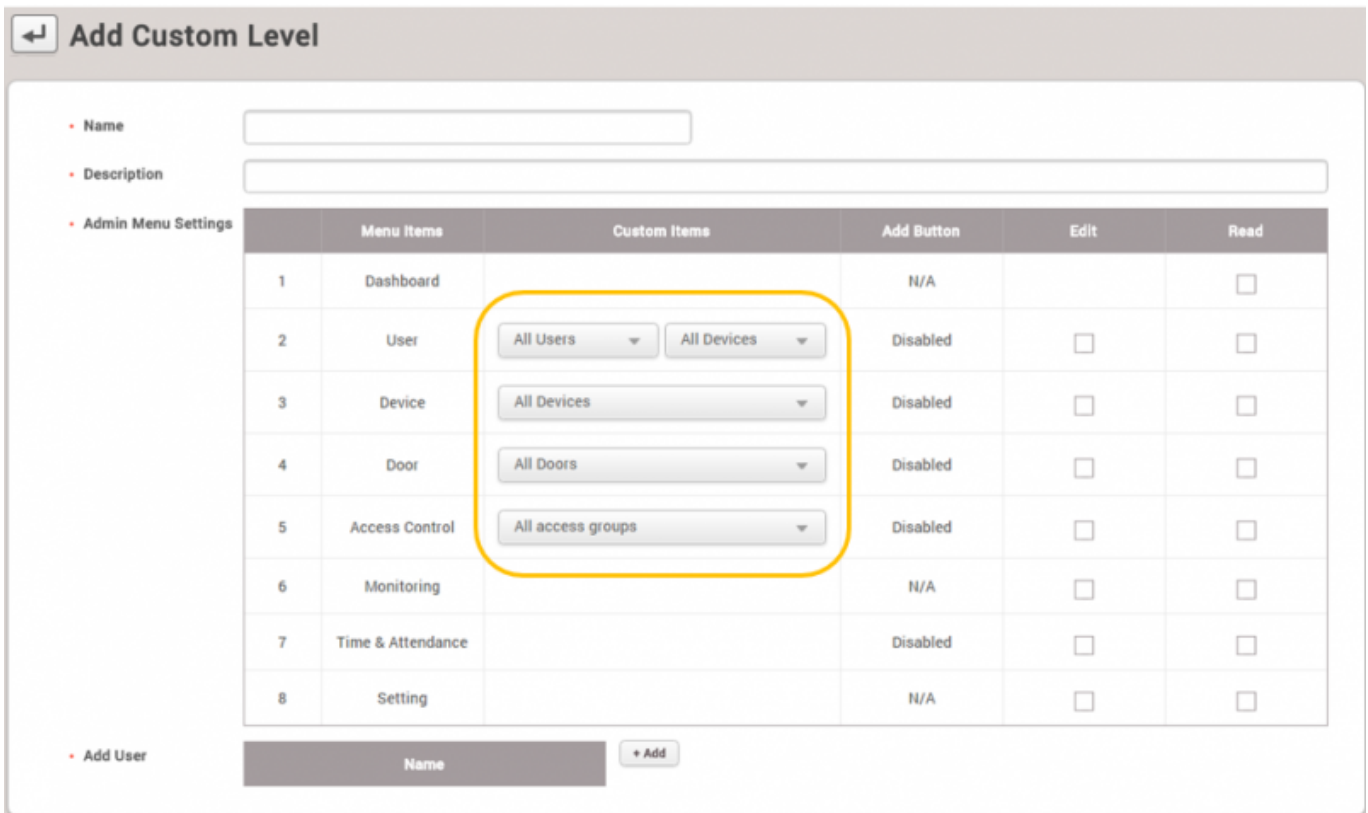 Add Custom Level
• Name
• Description
• Admin Menu Settings
Menu Items Custom Items Add Button Edit Read
1 Dashboard N/A
2 User All Users All Devices Disabled
3 Device All Devices Disabled
4 Door All Doors Disabled
5 Access Control All access groups Disabled
6 Monitoring N/A
7 Time & Attendance Disabled
8 Setting N/A
• Add User
Name
+ Add